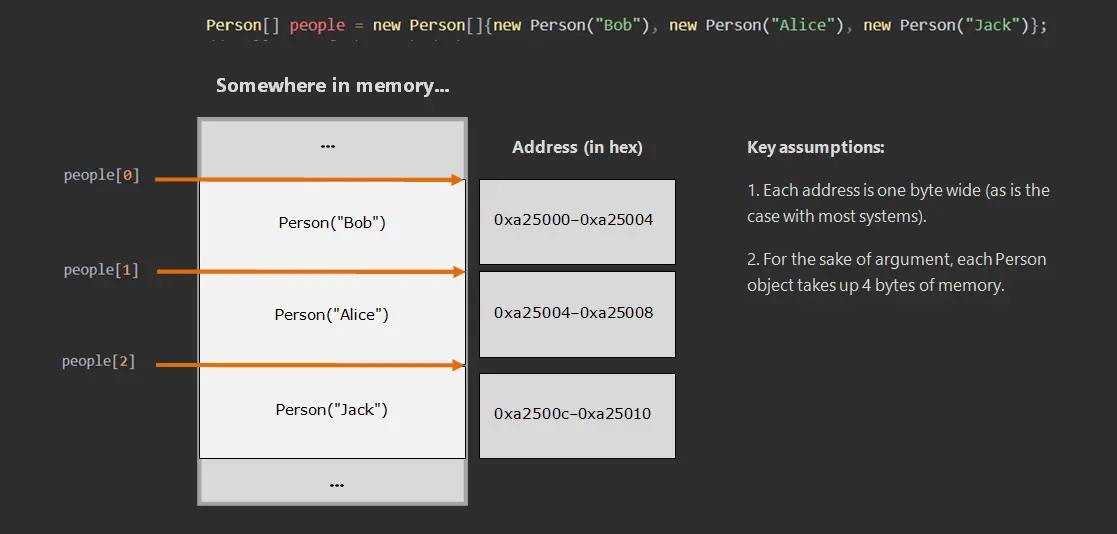 Person[] people = new Person[]{new Person("Bob"), new Person("Alice"), new Person("Jack")};
Somewhere in memory...
...
Address (in hex)
Key assumptions:
people[0]
Person("Bob")
0xa25000–0xa25004
1. Each address is one byte wide (as is the
case with most systems).
people[1]
2. For the sake of argument, each Person
object takes up 4 bytes of memory.
Person("Alice")
0xa25004–0xa25008
people[2]
Person("Jack")
0xa2500c–0xa25010
...